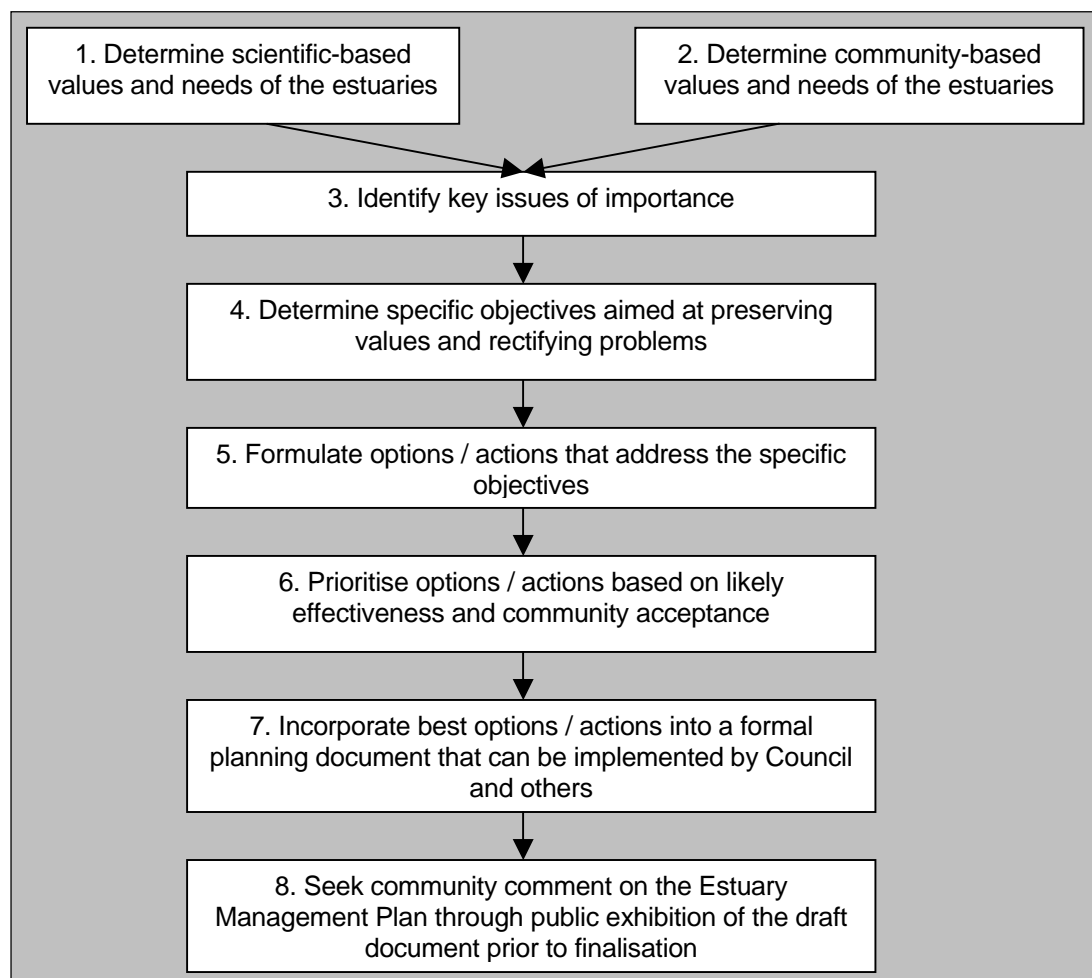 1. Determine scientific-based
values and needs of the estuaries
2. Determine community-based
values and needs of the estuaries
3. Identify key issues of importance
4. Determine specific objectives aimed at preserving
values and rectifying problems
5. Formulate options / actions that address the specific
objectives
6. Prioritise options / actions based on likely
effectiveness and community acceptance
7. Incorporate best options / actions into a formal
planning document that can be implemented by Council
and others
8. Seek community comment on the Estuary
Management Plan through public exhibition of the draft
document prior to finalisation